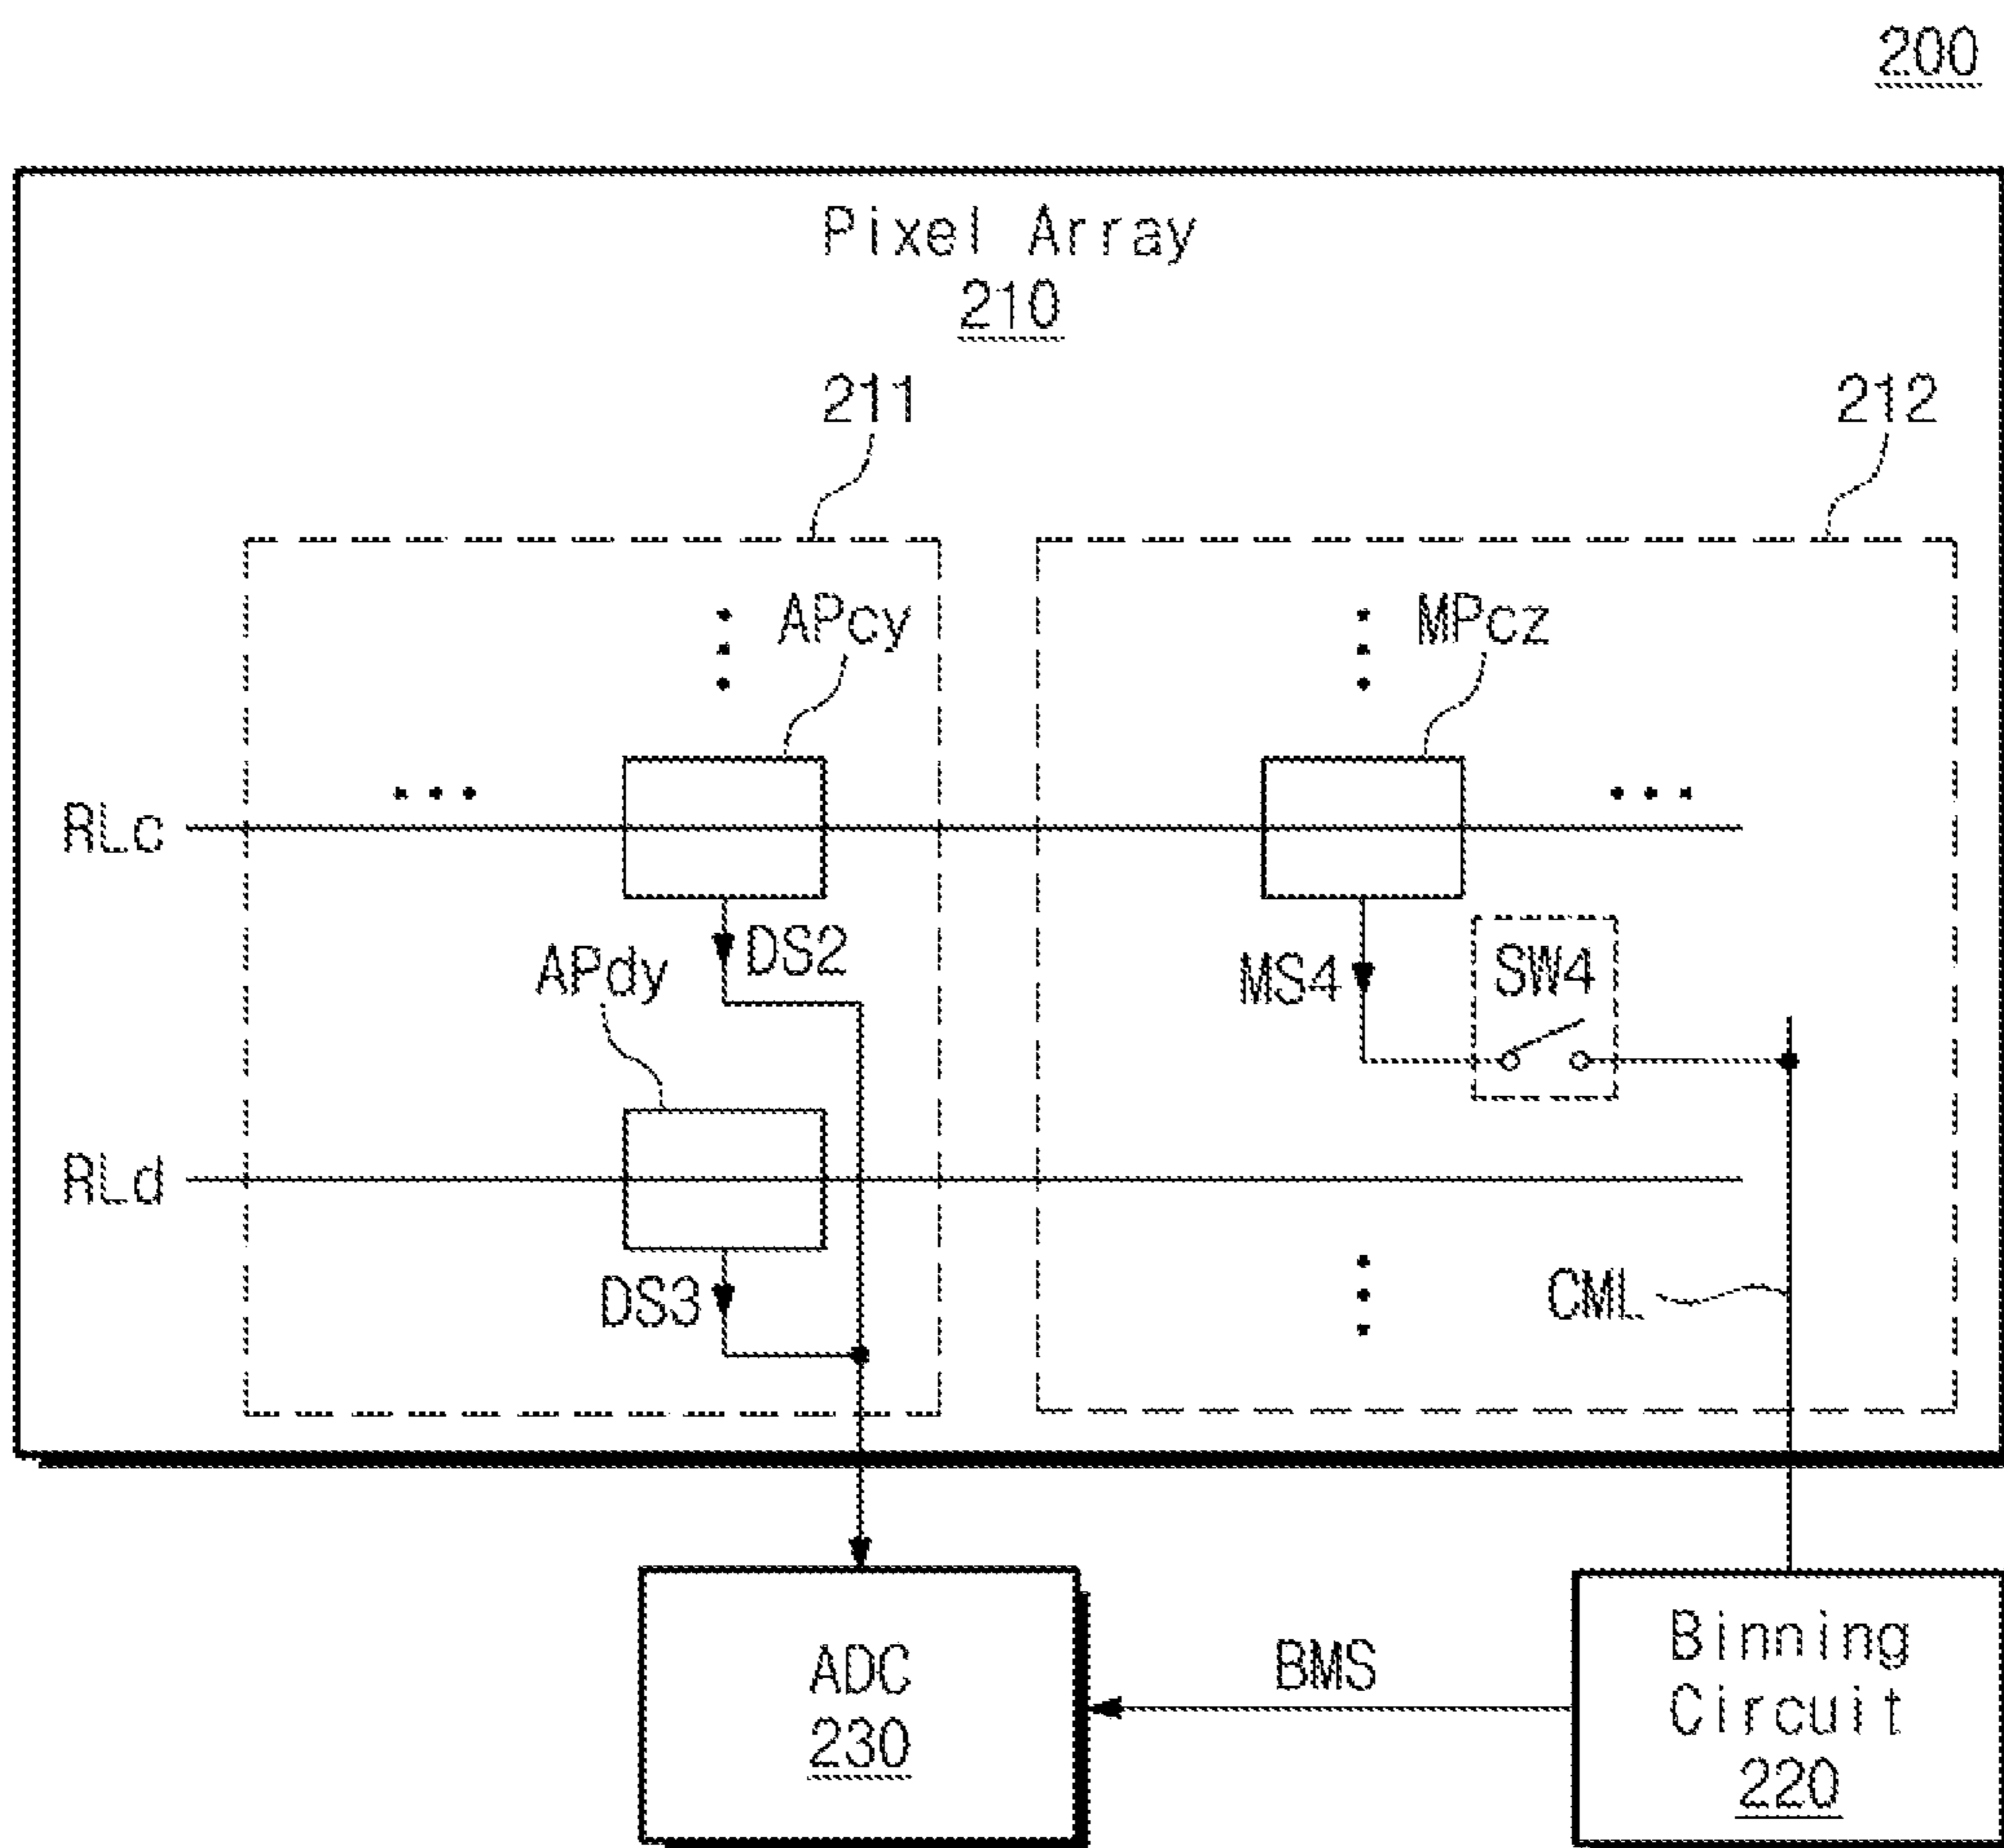 200
Pixel Array
210
211
212
APcy
MPcz
RLc
DS2
APdy
MS4
SW4
RLd
DS3
CML
ADC
230
BMS
Binning
Circuit
220